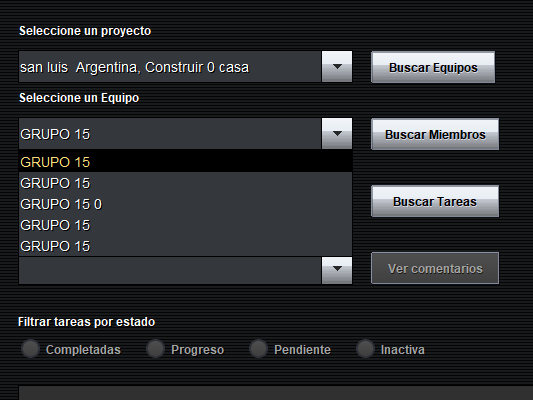 Seleccione un proyecto
san luis  Argentina, Construir 0 casa
Buscar Equipos
Seleccione un Equipo
GRUPO 15
Buscar Miembros
GRUPO 15
GRUPO 15
GRUPO 15 0
Buscar Tareas
GRUPO 15
GRUPO 15
Ver comentarios
Filtrar tareas por estado
Completadas Progreso Pendiente Inactiva